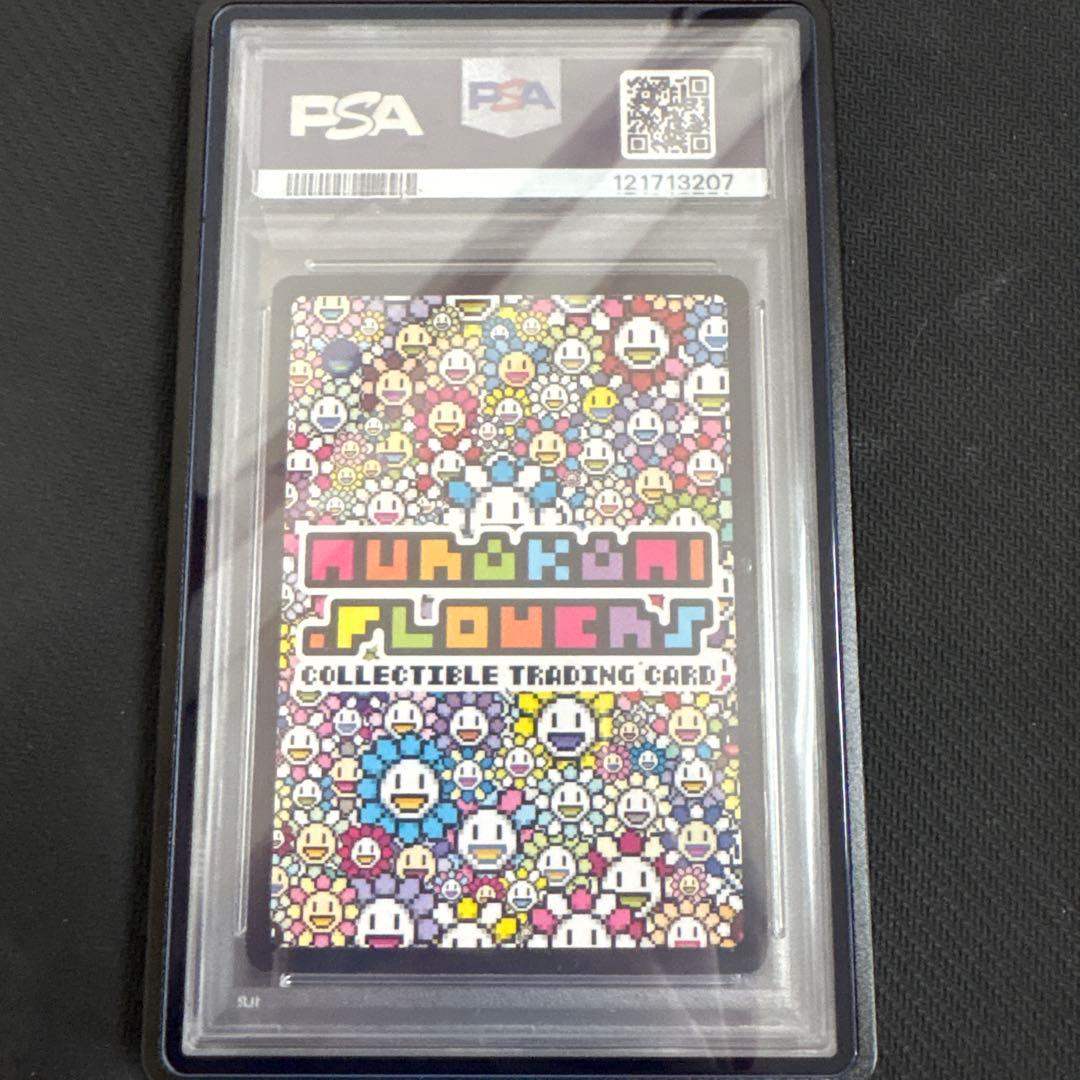 PSA
PSA
121713207
MURAKAMI
.FLOWERS
COLLECTIBLE TRADING CARD